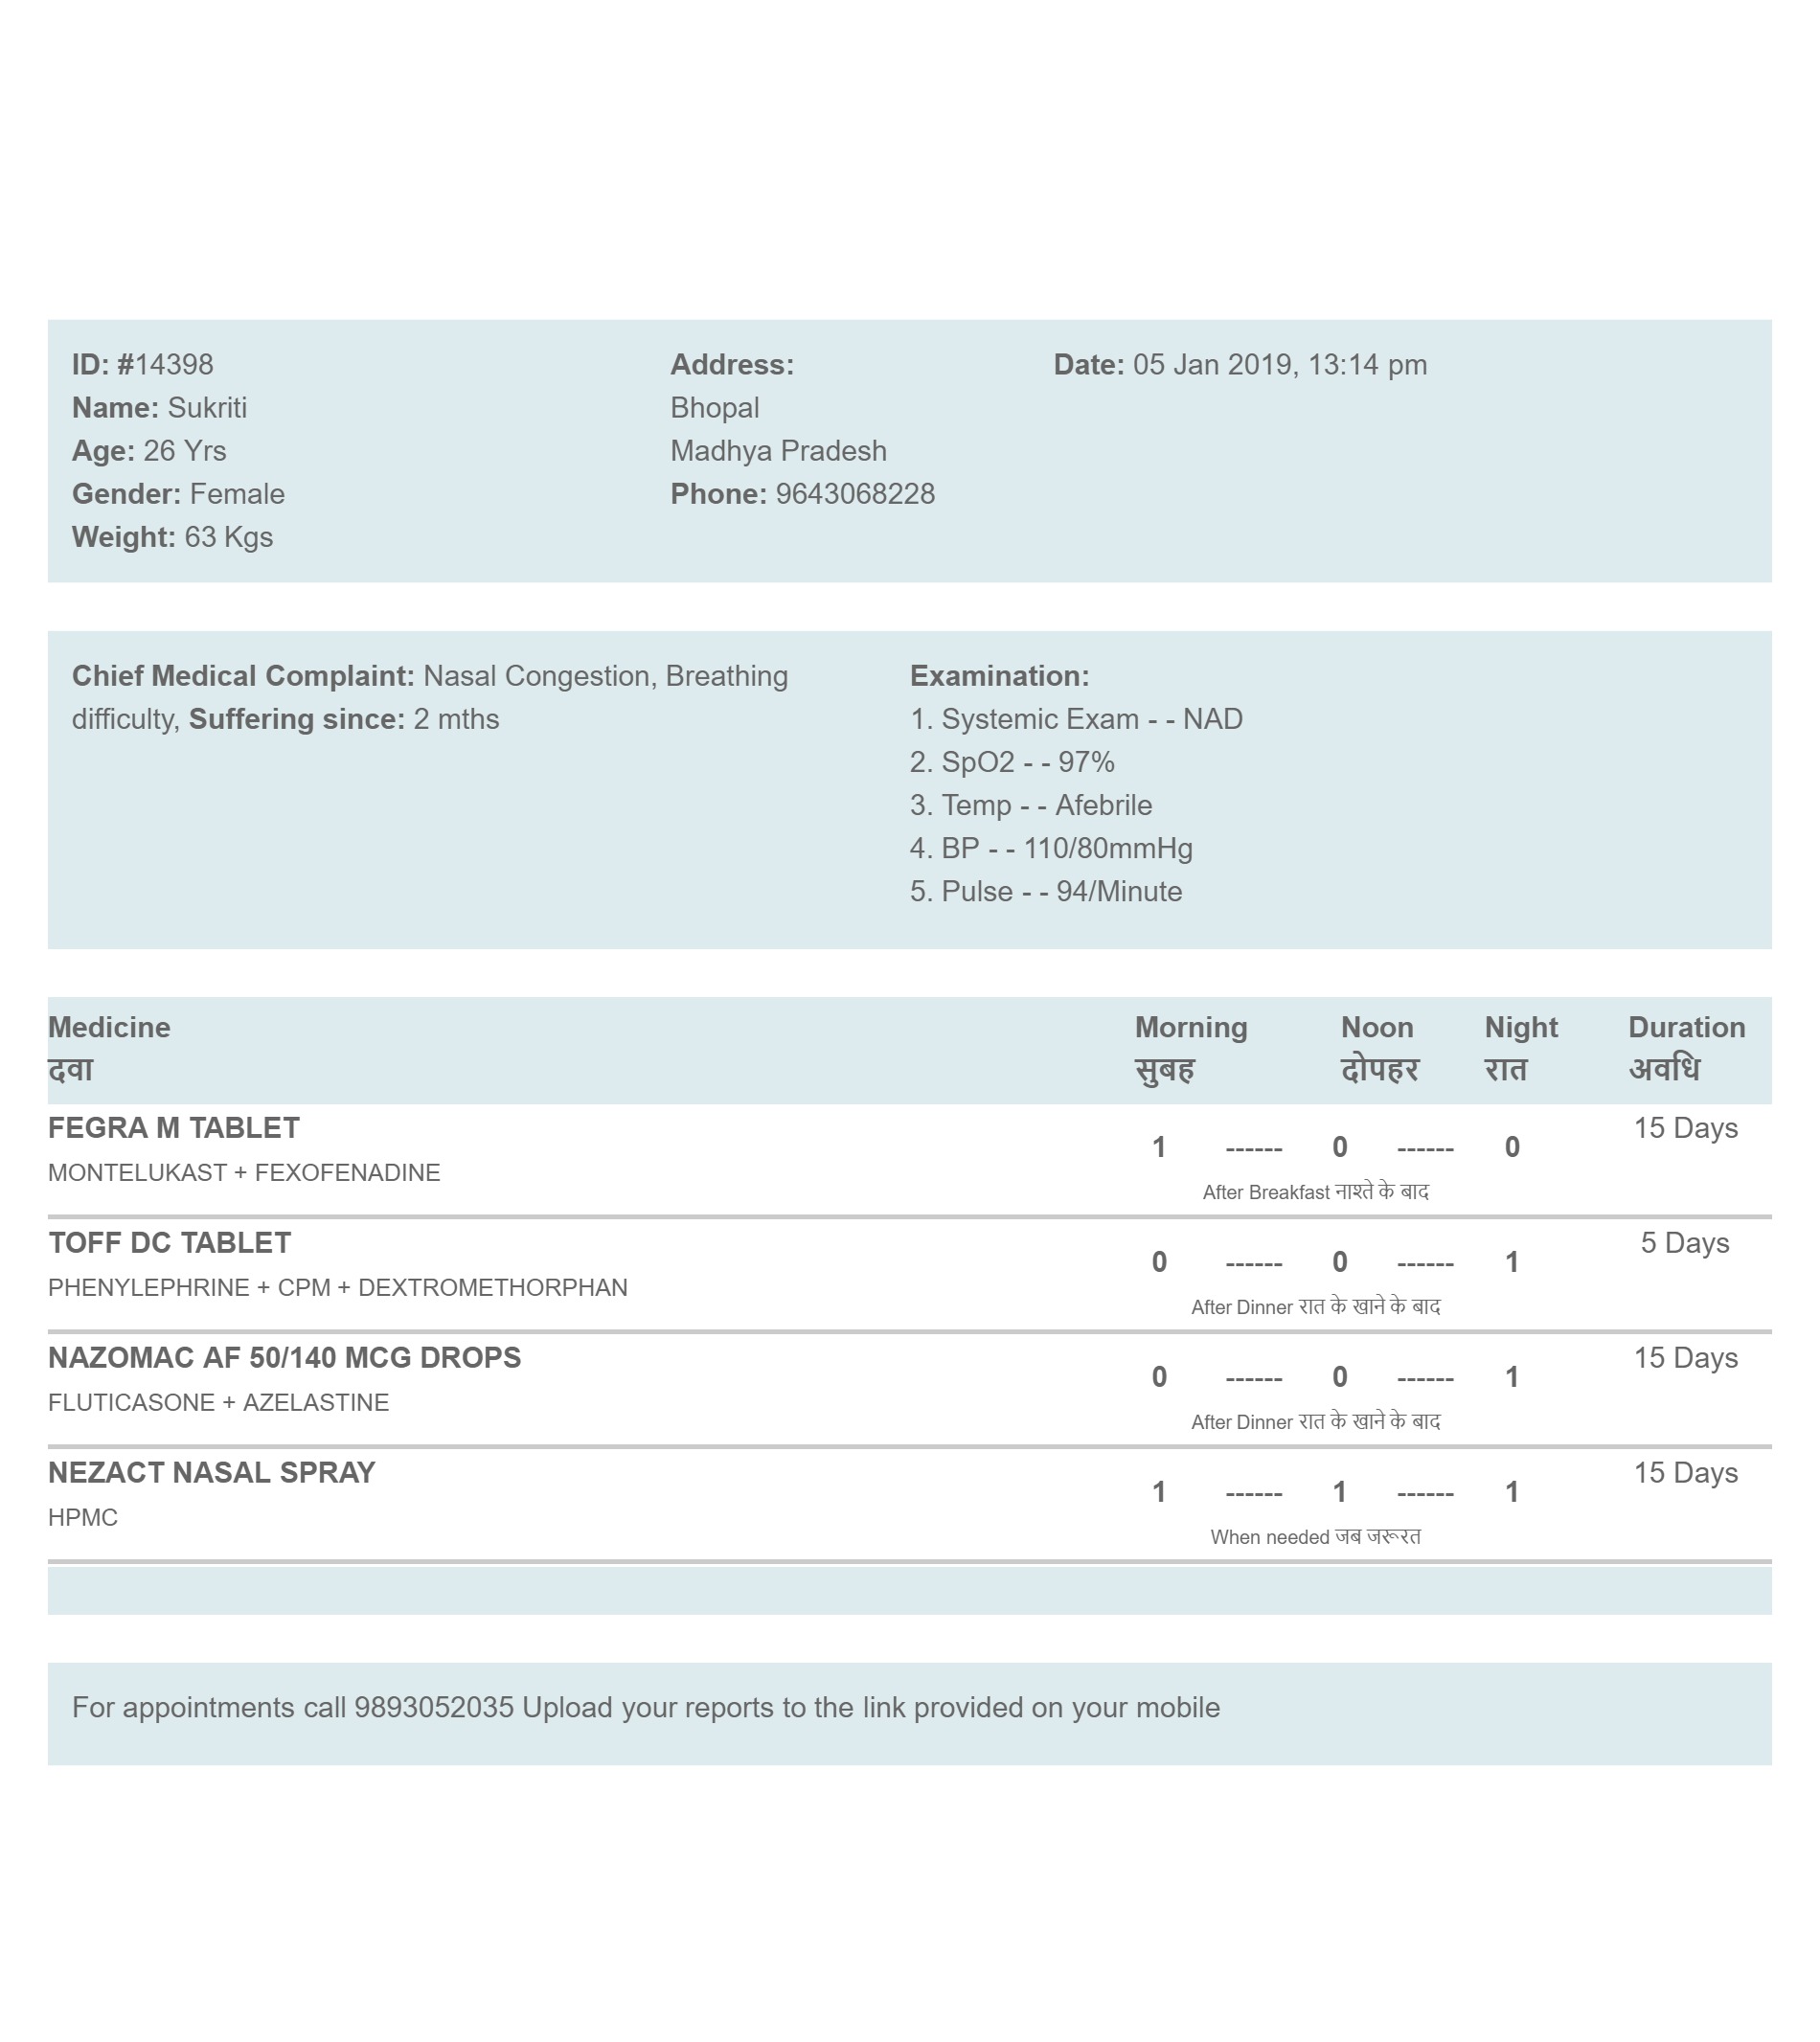 ID: #14398
Name: Sukriti
Age: 26 Yrs
Gender: Female
Weight: 63 Kgs
Address:
Bhopal
Madhya Pradesh
Phone: 9643068228
Date: 05 Jan 2019, 13:14 pm
Chief Medical Complaint: Nasal Congestion, Breathing
difficulty, Suffering since: 2 mths
Examination:
1. Systemic Exam - - NAD
2. SpO2 - - 97%
3. Temp - - Afebrile
4. BP - - 110/80mmHg
5. Pulse - - 94/Minute
Medicine Morning Noon Night Duration
दवा सुबह दोपहर रात अवधि
FEGRA M TABLET 15 Days
1 ------ 0 ------ 0
MONTELUKAST + FEXOFENADINE
After Breakfast नाश्ते के बाद
TOFF DC TABLET 5 Days
0 ------ 0 ------ 1
PHENYLEPHRINE + CPM + DEXTROMETHORPHAN
After Dinner रात के खाने के बाद
NAZOMAC AF 50/140 MCG DROPS 15 Days
0 ------ 0 ------ 1
FLUTICASONE + AZELASTINE
After Dinner रात के खाने के बाद
NEZACT NASAL SPRAY 15 Days
1 ------ 1 ------ 1
HPMC
When needed जब जरूरत
For appointments call 9893052035 Upload your reports to the link provided on your mobile